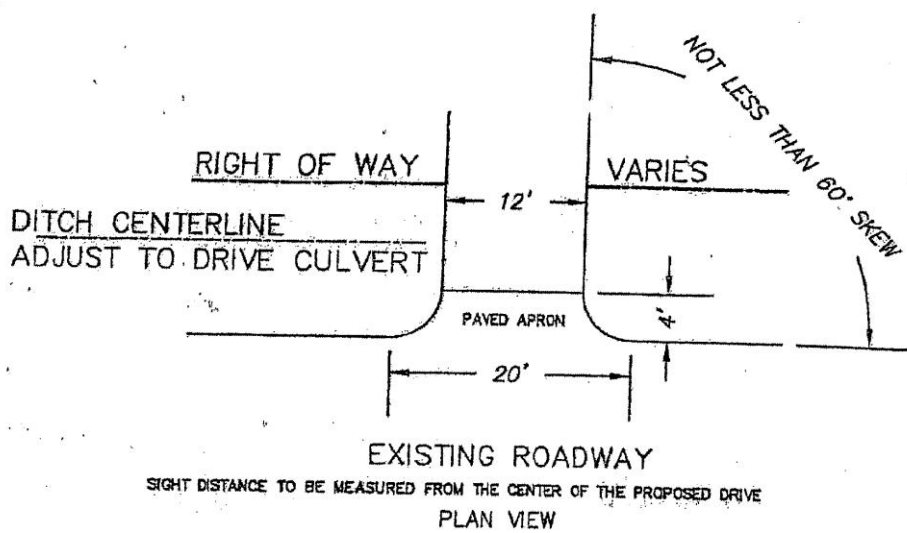 NOT LESS THAN 60° SKEW
RIGHT OF WAY
VARIES
12'
DITCH CENTERLINE
ADJUST TO DRIVE CULVERT
PAVED APRON
4'
20'
EXISTING ROADWAY
SIGHT DISTANCE TO BE MEASURED FROM THE CENTER OF THE PROPOSED DRIVE
PLAN VIEW